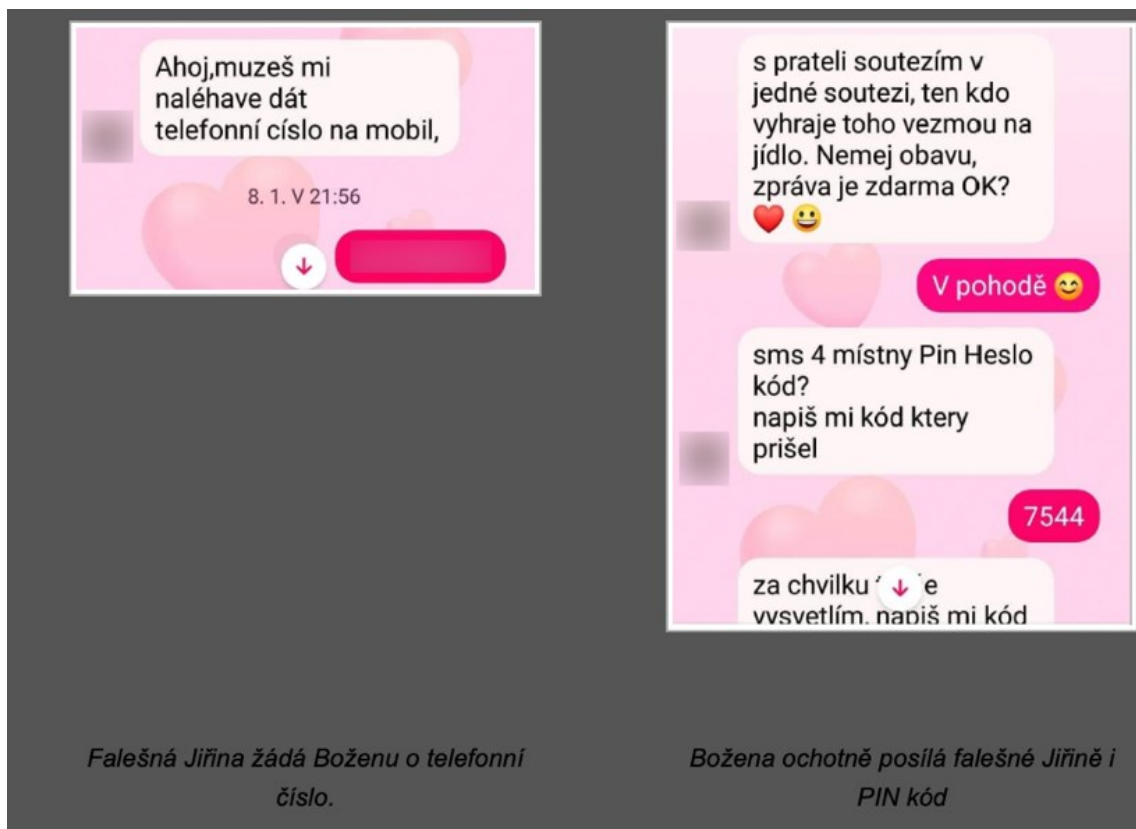 Ahoj,muzeš mi
naléhave dát
telefonní císlo na mobil,
8. 1. V 21:56
Falešná Jiřina žádá Boženu o telefonní
číslo.
s prateli soutezím v
jedné soutezi, ten kdo
vyhraje toho vezmou na
jídlo. Nemej obavu,
zpráva je zdarma OK?
❤️ 😀
V pohodě 😊
sms 4 místny Pin Heslo
kód?
napiš mi kód ktery
prišel
7544
za chvilku
vysvetlím, napiš mi kód
Božena ochotně posílá falešné Jiřině i
PIN kód